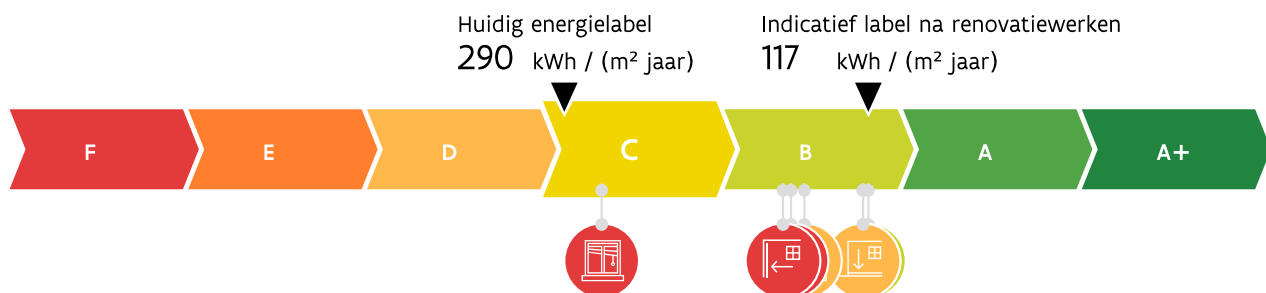 Huidig energielabel
290 kWh / (m² jaar)
Indicatief label na renovatiewerken
117 kWh / (m² jaar)
F E D C B A A+